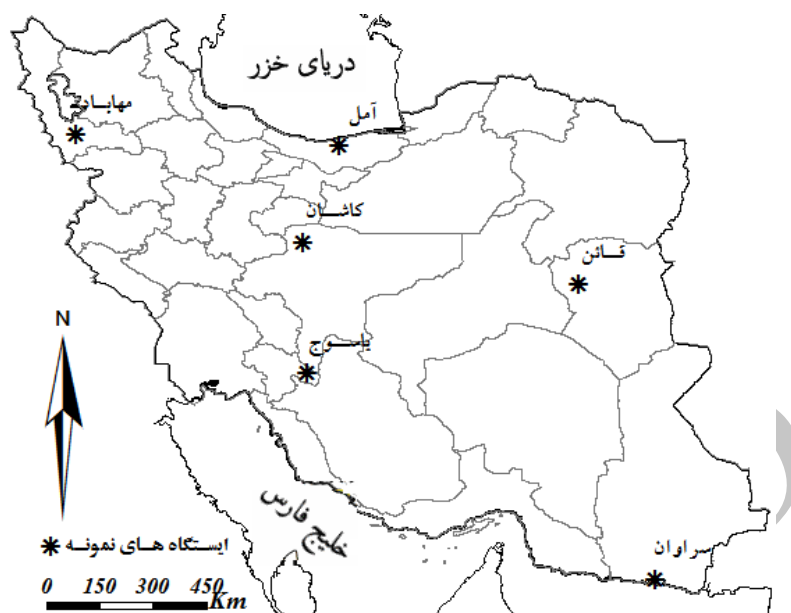 دریای خزر
مهاباد
آمل
کاشان
قائن
یاسوج
N
خلیج فارس
ایستگاه های نمونه
سراوان
0 150 300 450
Km